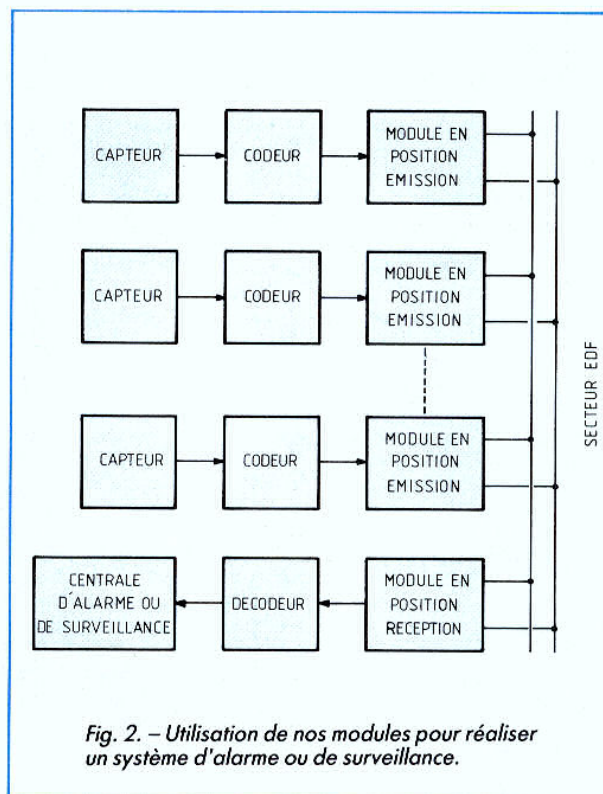 CAPTEUR
CODEUR
MODULE EN
POSITION
EMISSION
CAPTEUR
CODEUR
MODULE EN
POSITION
EMISSION
CAPTEUR
CODEUR
MODULE EN
POSITION
EMISSION
CENTRALE
D'ALARME OU
DE SURVEILLANCE
DECODEUR
MODULE EN
POSITION
RECEPTION
SECTEUR EDF
Fig. 2. – Utilisation de nos modules pour réaliser
un système d'alarme ou de surveillance.